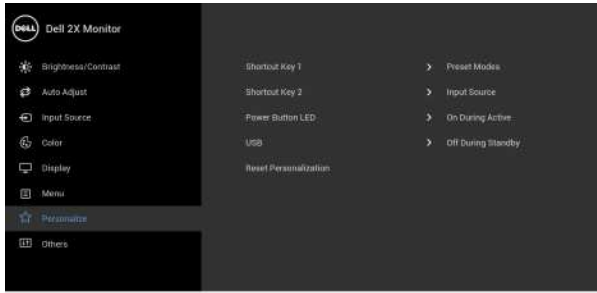 DELL
Dell 2X Monitor
Brightness/Contrast
Auto Adjust
Input Source
Color
Display
Menu
Personalize
Others
Shortcut Key 1 > Preset Modes
Shortcut Key 2 > Input Source
Power Button LED > On During Active
USB > Off During Standby
Reset Personalization